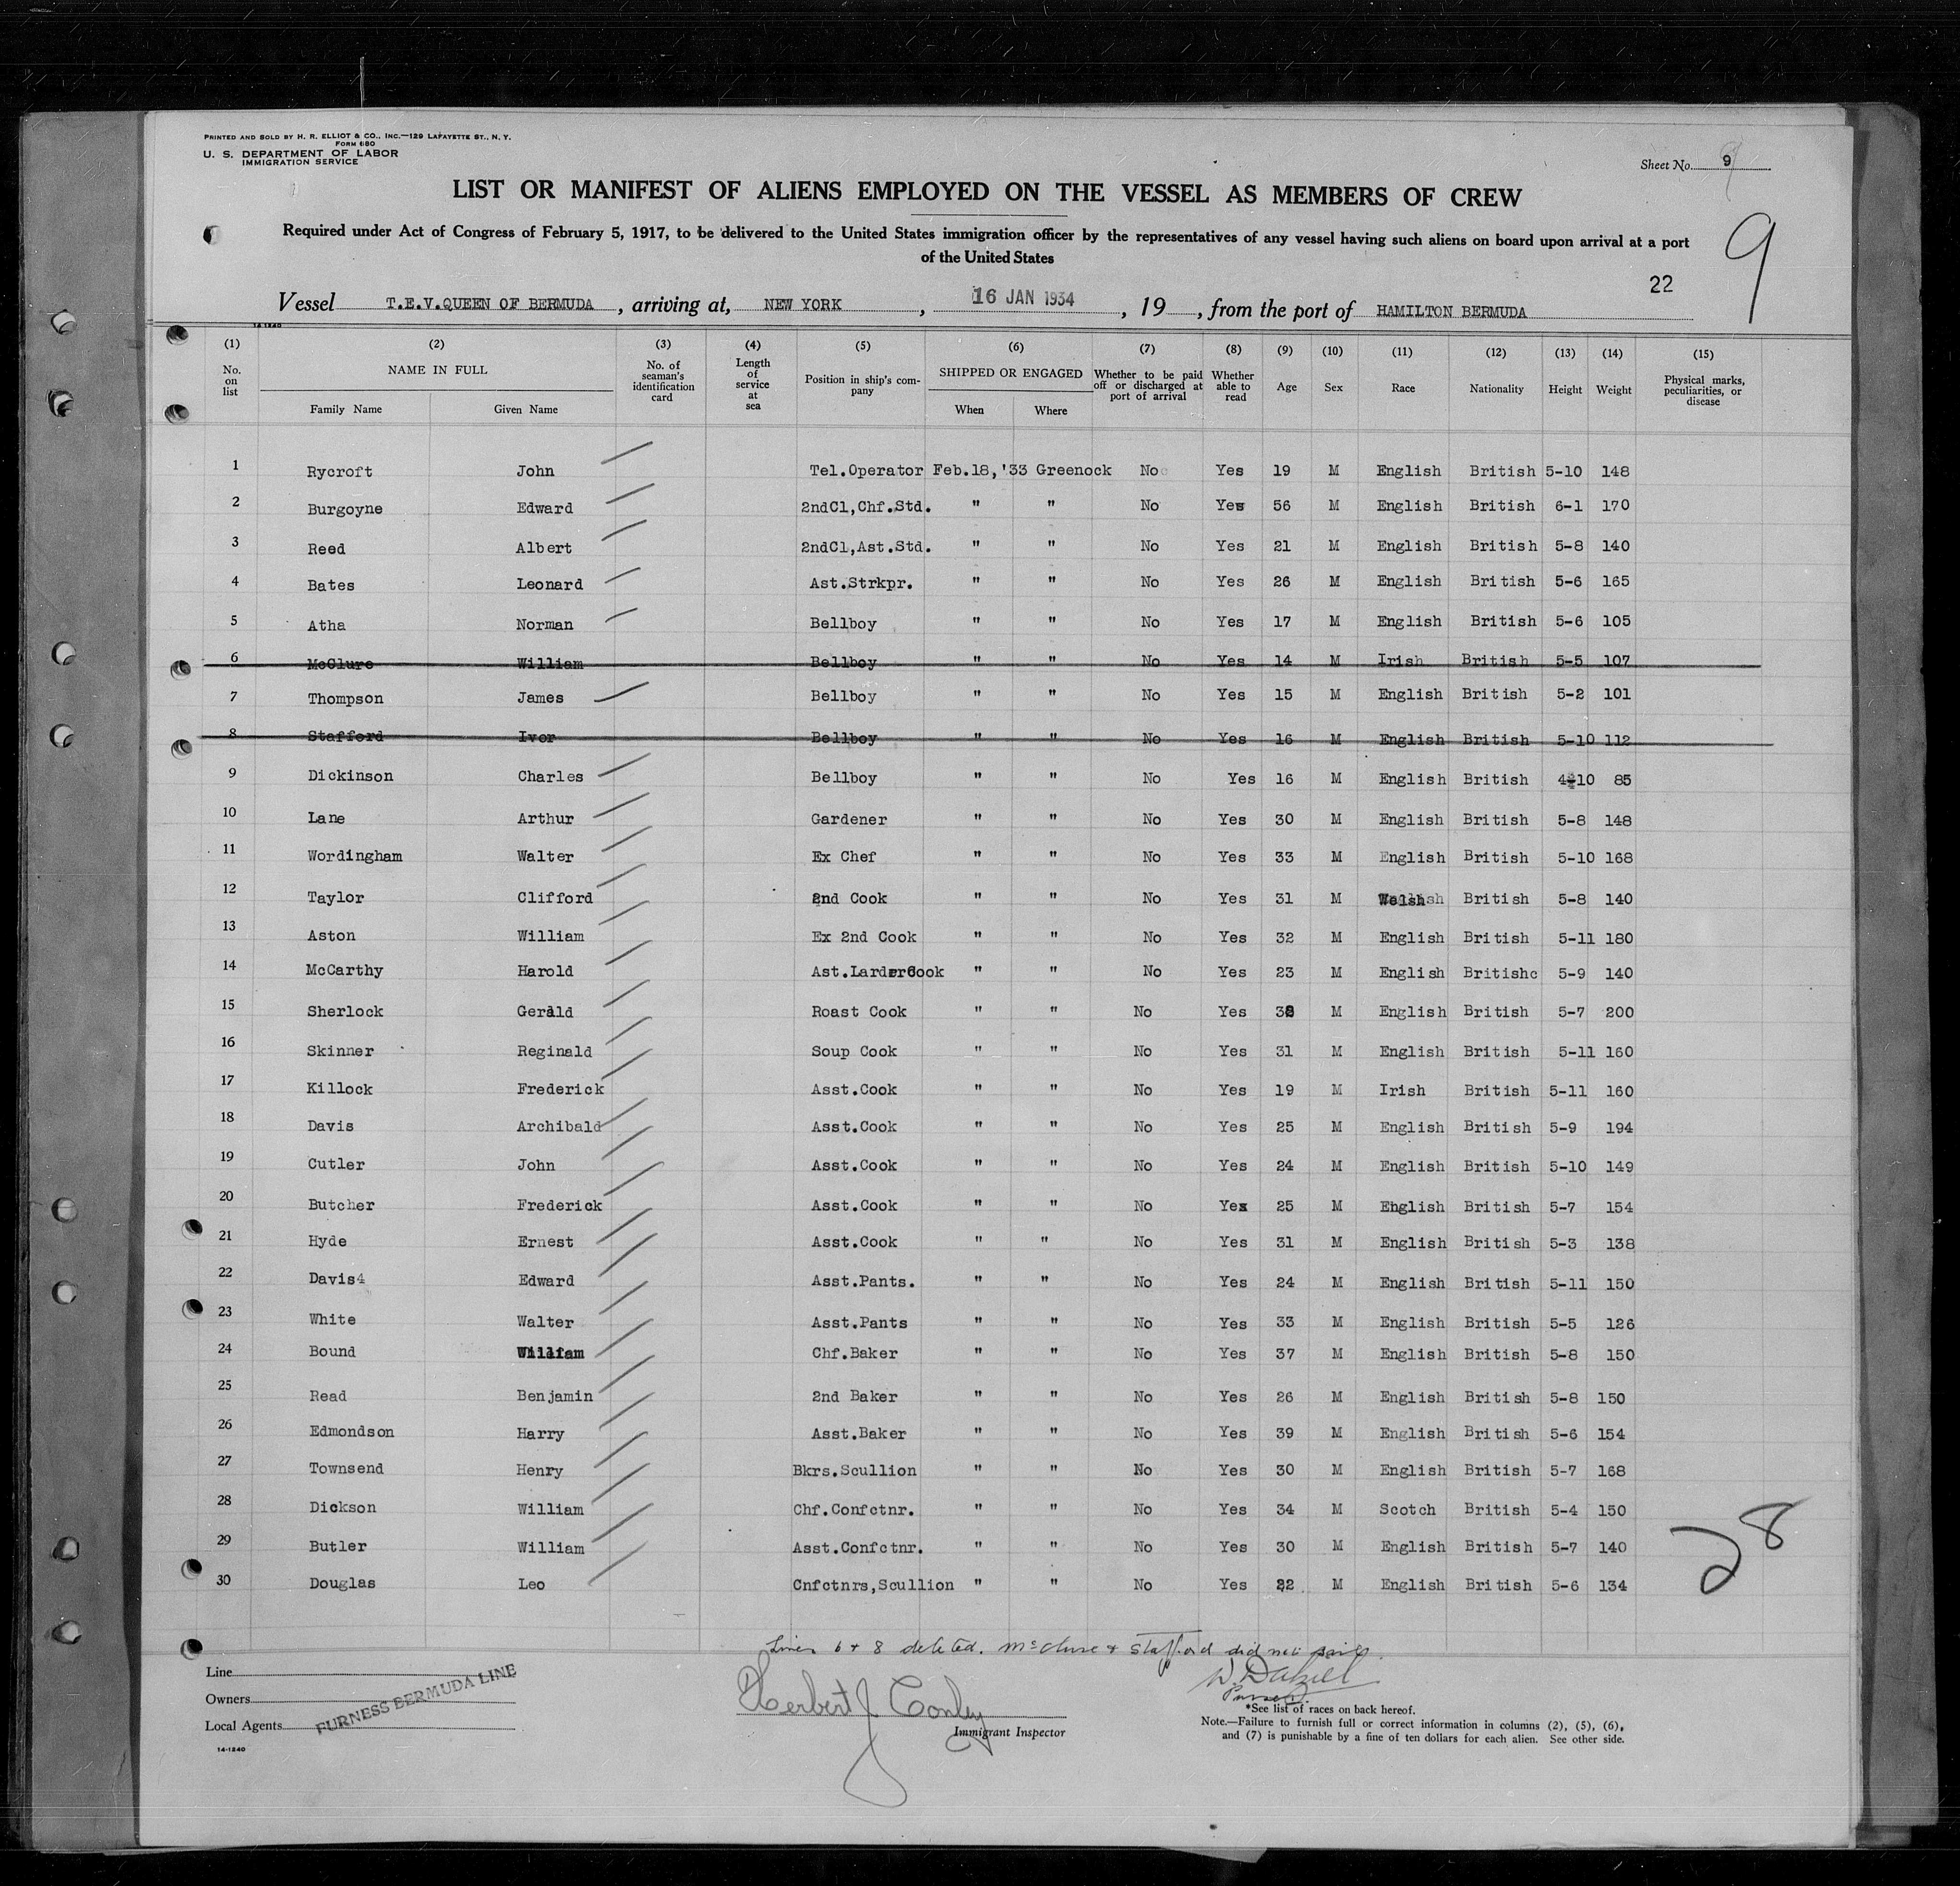 PRINTED AND SOLD BY H. R. ELLIOT & CO., INC.—129 LAFAYETTE ST., N. Y.
FORM 680
U. S. DEPARTMENT OF LABOR
IMMIGRATION SERVICE
Sheet No. 9
LIST OR MANIFEST OF ALIENS EMPLOYED ON THE VESSEL AS MEMBERS OF CREW
Required under Act of Congress of February 5, 1917, to be delivered to the United States immigration officer by the representatives of any vessel having such aliens on board upon arrival at a port
of the United States
9
22
Vessel T.E.V.QUEEN OF BERMUDA, arriving at, NEW YORK, 16 JAN 1934, 19, from the port of HAMILTON BERMUDA
14-1240
(1) (2) (3) (4) (5) (6) (7) (8) (9) (10) (11) (12) (13) (14) (15)
No. on list NAME IN FULL Family Name Given Name No. of seaman's identification card Length of service at sea Position in ship's company SHIPPED OR ENGAGED When Where Whether to be paid off or discharged at port of arrival Whether able to read Age Sex Race Nationality Height Weight Physical marks, peculiarities, or disease
1 Rycroft John Tel.Operator Feb.18,'33 Greenock No Yes 19 M English British 5-10 148
2 Burgoyne Edward 2ndCl,Chf.Std. " " No Yes 56 M English British 6-1 170
3 Reed Albert 2ndCl,Ast.Std. " " No Yes 21 M English British 5-8 140
4 Bates Leonard Ast.Strkpr. " " No Yes 26 M English British 5-6 165
5 Atha Norman Bellboy " " No Yes 17 M English British 5-6 105
6 McClure William Bellboy " " No Yes 14 M Irish British 5-5 107
7 Thompson James Bellboy " " No Yes 15 M English British 5-2 101
8 Stafford Ivor Bellboy " " No Yes 16 M English British 5-10 112
9 Dickinson Charles Bellboy " " No Yes 16 M English British 4-10 85
10 Lane Arthur Gardener " " No Yes 30 M English British 5-8 148
11 Wordingham Walter Ex Chef " " No Yes 33 M English British 5-10 168
12 Taylor Clifford 2nd Cook " " No Yes 31 M Welsh British 5-8 140
13 Aston William Ex 2nd Cook " " No Yes 32 M English British 5-11 180
14 McCarthy Harold Ast.LarderCook " " No Yes 23 M English Britishc 5-9 140
15 Sherlock Gerald Roast Cook " " No Yes M English British 5-7 200
16 Skinner Reginald Soup Cook " " No Yes 31 M English British 5-11 160
17 Killock Frederick Asst.Cook " " No Yes 19 M Irish British 5-11 160
18 Davis Archibald Asst.Cook " " No Yes 25 M English British 5-9 194
19 Cutler John Asst.Cook " " No Yes 24 M English British 5-10 149
20 Butcher Frederick Asst.Cook " " No Yes 25 M English British 5-7 154
21 Hyde Ernest Asst.Cook " " No Yes 31 M English British 5-3 138
22 Davis4 Edward Asst.Pants. " " No Yes 24 M English British 5-11 150
23 White Walter Asst.Pants " " No Yes 33 M English British 5-5 126
24 Bound William Chf.Baker " " No Yes 37 M English British 5-8 150
25 Read Benjamin 2nd Baker " " No Yes 26 M English British 5-8 150
26 Edmondson Harry Asst.Baker " " No Yes 39 M English British 5-6 154
27 Townsend Henry Bkrs.Scullion " " No Yes 30 M English British 5-7 168
28 Dickson William Chf.Confctnr. " " No Yes 34 M Scotch British 5-4 150
29 Butler William Asst.Confctnr. " " No Yes 30 M English British 5-7 140
30 Douglas Leo Cnfctnrs,Scullion " " No Yes 22 M English British 5-6 134
28
Lines 6 & 8 deleted. McClure & Stafford did not sail.
Purser
Line
Owners
Local Agents
FURNESS BERMUDA LINE
14-1240
Herbert J Conley
Immigrant Inspector
*See list of races on back hereof.
Note.—Failure to furnish full or correct information in columns (2), (5), (6),
and (7) is punishable by a fine of ten dollars for each alien. See other side.